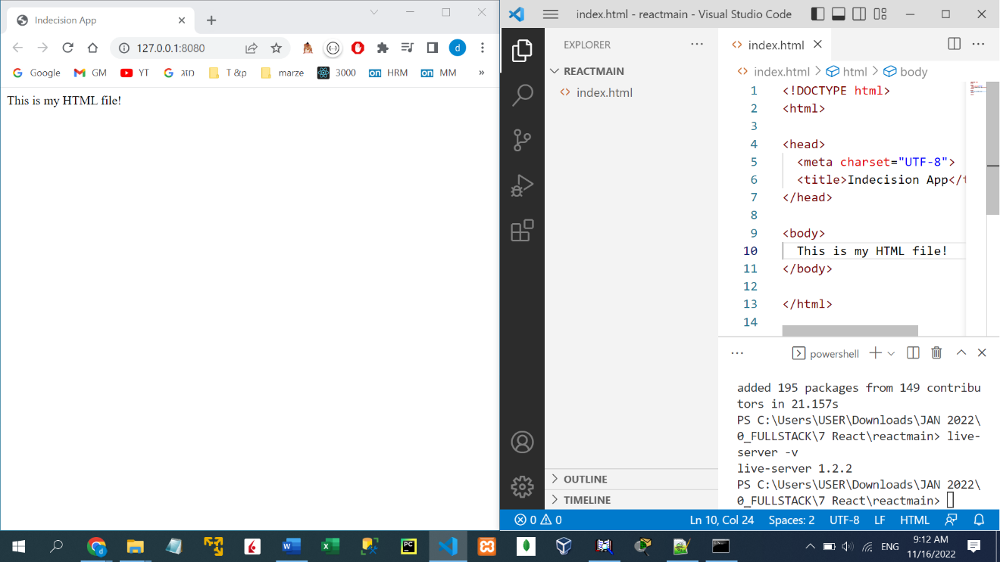 Indecision App
127.0.0.1:8080
Google GM YT מזג T &p marze 3000 HRM MM »
This is my HTML file!
index.html - reactmain - Visual Studio Code
EXPLORER
REACTMAIN
index.html
OUTLINE
TIMELINE
index.html
index.html > html > body
1 <!DOCTYPE html>
2 <html>
3
4 <head>
5 <meta charset="UTF-8">
6 <title>Indecision App</t
7 </head>
8
9 <body>
10 This is my HTML file!
11 </body>
12
13 </html>
14
powershell
added 195 packages from 149 contribu
tors in 21.157s
PS C:\Users\USER\Downloads\JAN 2022\
0_FULLSTACK\7 React\reactmain> live-
server -v
live-server 1.2.2
PS C:\Users\USER\Downloads\JAN 2022\
0_FULLSTACK\7 React\reactmain>
0 0 Ln 10, Col 24 Spaces: 2 UTF-8 LF HTML
ENG 9:12 AM
11/16/2022